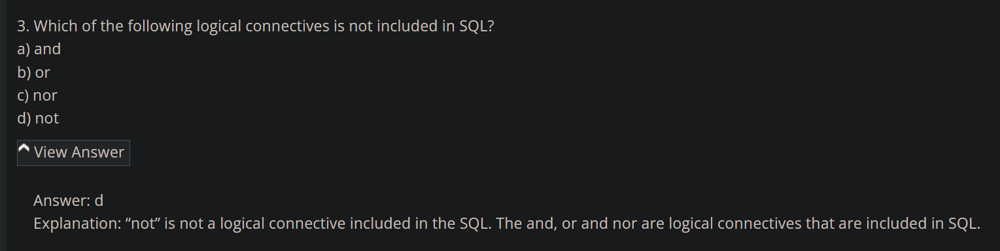 3. Which of the following logical connectives is not included in SQL?
a) and
b) or
c) nor
d) not
View Answer
Answer: d
Explanation: “not” is not a logical connective included in the SQL. The and, or and nor are logical connectives that are included in SQL.